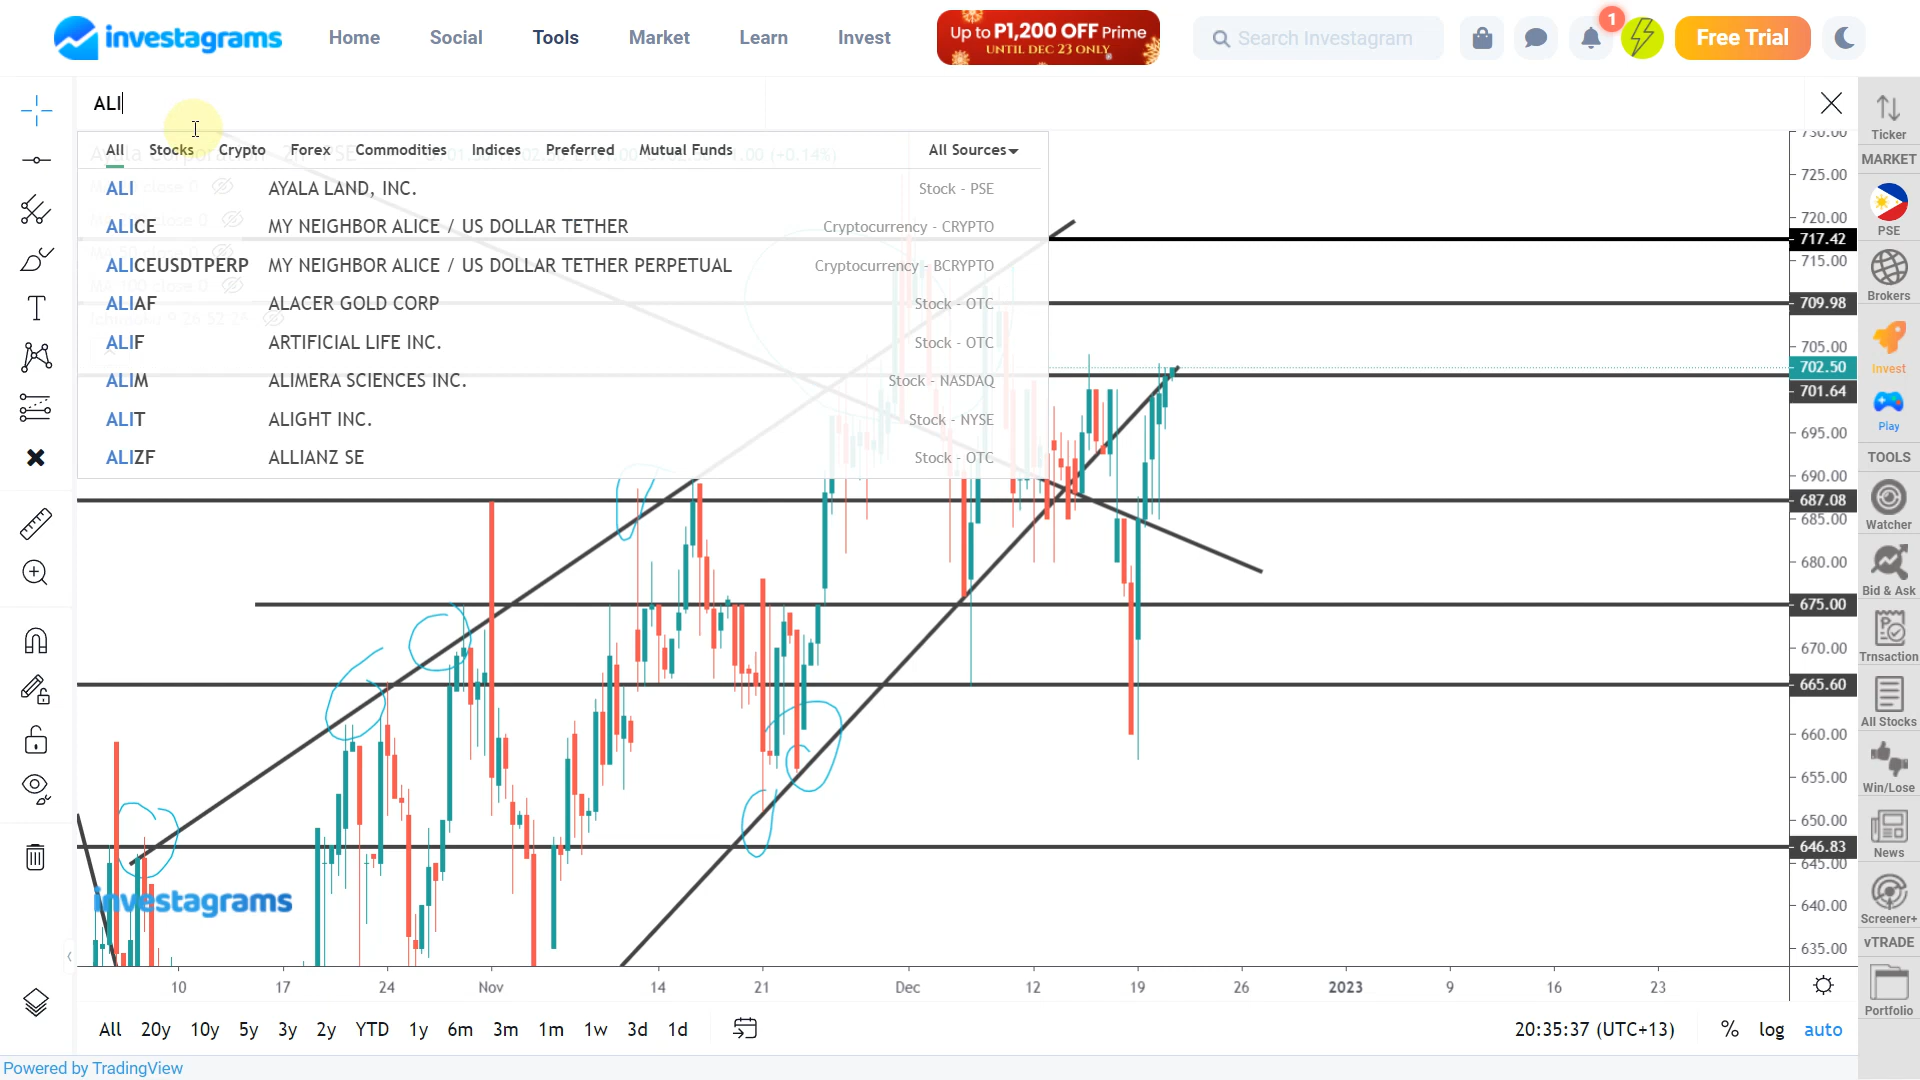 investagrams
Home Social Tools Market Learn Invest
Up to P1,200 OFF Prime
UNTIL DEC 23 ONLY
Search Investagram
1
Free Trial
ALI
All Stocks Crypto Forex Commodities Indices Preferred Mutual Funds All Sources
ALI AYALA LAND, INC. Stock - PSE
ALICE MY NEIGHBOR ALICE / US DOLLAR TETHER Cryptocurrency - CRYPTO
ALICEUSDTPERP MY NEIGHBOR ALICE / US DOLLAR TETHER PERPETUAL Cryptocurrency - BCRYPTO
ALIAF ALACER GOLD CORP Stock - OTC
ALIF ARTIFICIAL LIFE INC. Stock - OTC
ALIM ALIMERA SCIENCES INC. Stock - NASDAQ
ALIT ALIGHT INC. Stock - NYSE
ALIZF ALLIANZ SE Stock - OTC
730.00
725.00
720.00
717.42
715.00
709.98
705.00
702.50
701.64
695.00
690.00
687.08
685.00
680.00
675.00
670.00
665.60
660.00
655.00
650.00
646.83
645.00
640.00
635.00
Ticker
MARKET
PSE
Brokers
Invest
Play
TOOLS
Watcher
Bid & Ask
Trnsaction
All Stocks
Win/Lose
News
Screener+
vTRADE
Portfolio
investagrams
10 17 24 Nov 14 21 Dec 12 19 26 2023 9 16 23
All 20y 10y 5y 3y 2y YTD 1y 6m 3m 1m 1w 3d 1d
20:35:37 (UTC+13) % log auto
Powered by TradingView